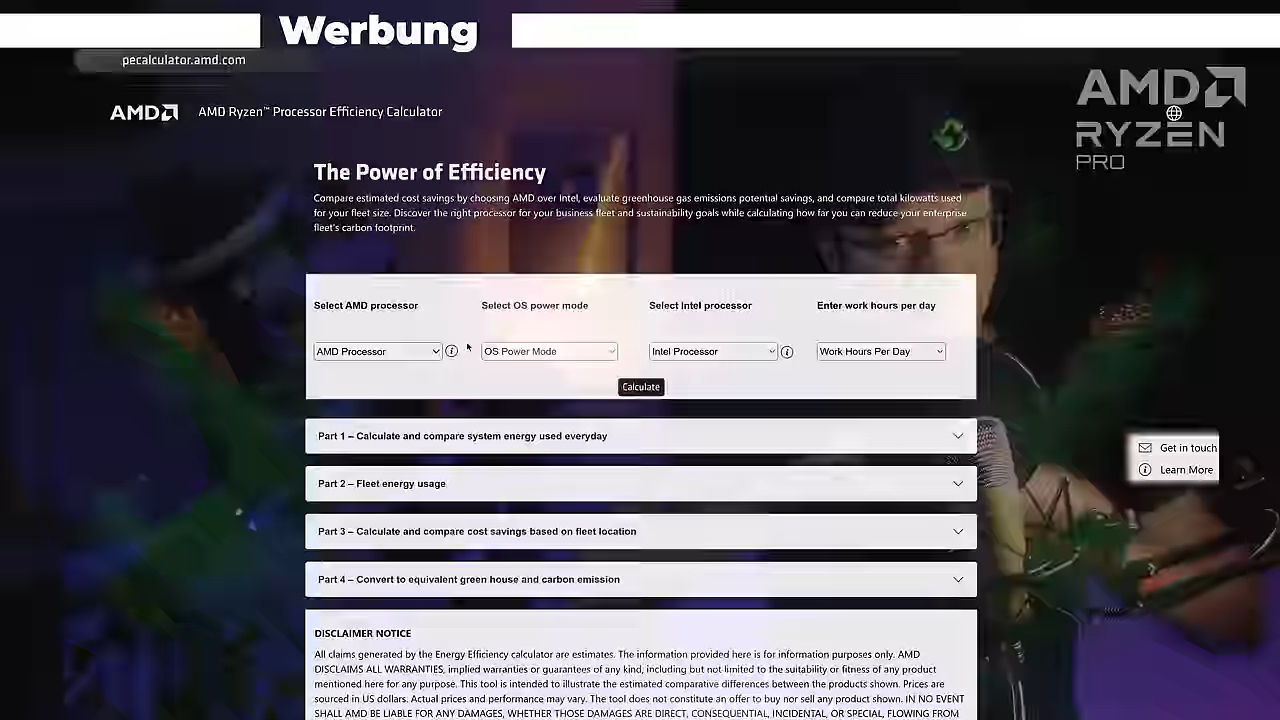 Werbung
pecalculator.amd.com
AMD
RYZEN
PRO
AMD AMD Ryzen™ Processor Efficiency Calculator
The Power of Efficiency
Compare estimated cost savings by choosing AMD over Intel, evaluate greenhouse gas emissions potential savings, and compare total kilowatts used
for your fleet size. Discover the right processor for your business fleet and sustainability goals while calculating how far you can reduce your enterprise
fleet's carbon footprint.
Select AMD processor Select OS power mode Select Intel processor Enter work hours per day
AMD Processor OS Power Mode Intel Processor Work Hours Per Day
Calculate
Part 1 – Calculate and compare system energy used everyday
Get in touch
Learn More
Part 2 – Fleet energy usage
Part 3 – Calculate and compare cost savings based on fleet location
Part 4 – Convert to equivalent green house and carbon emission
DISCLAIMER NOTICE
All claims generated by the Energy Efficiency calculator are estimates. The information provided here is for information purposes only. AMD
DISCLAIMS ALL WARRANTIES, implied warranties or guarantees of any kind, including but not limited to the suitability or fitness of any product
mentioned here for any purpose. This tool is intended to illustrate the estimated comparative differences between the products shown. Prices are
sourced in US dollars. Actual prices and performance may vary. The tool does not constitute an offer to buy nor sell any product shown. IN NO EVENT
SHALL AMD BE LIABLE FOR ANY DAMAGES, WHETHER THOSE DAMAGES ARE DIRECT, CONSEQUENTIAL, INCIDENTAL, OR SPECIAL, FLOWING FROM